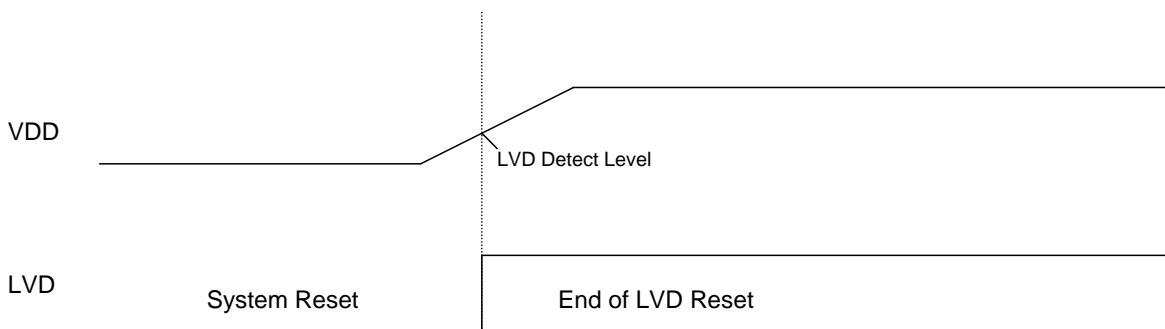 VDD
LVD Detect Level
LVD
System Reset
End of LVD Reset